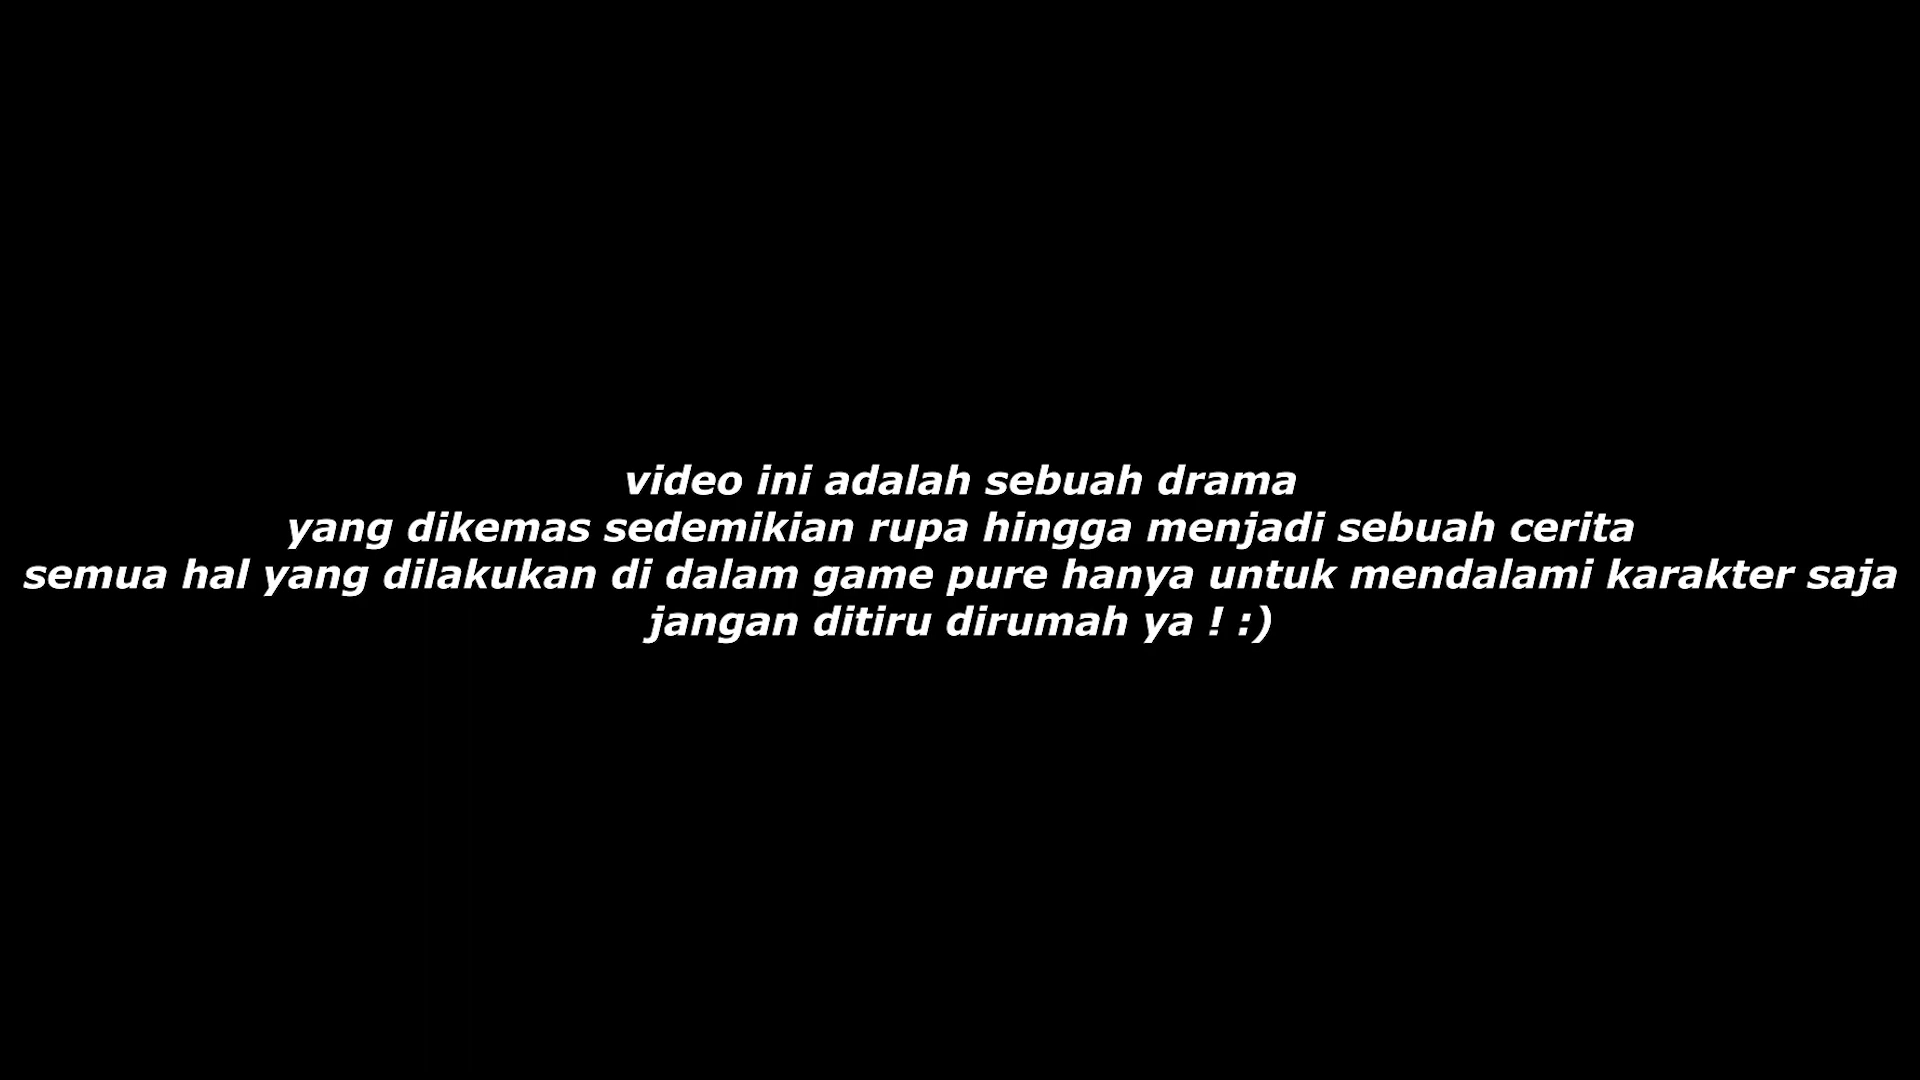 video ini adalah sebuah drama
yang dikemas sedemikian rupa hingga menjadi sebuah cerita
semua hal yang dilakukan di dalam game pure hanya untuk mendalami karakter saja
jangan ditiru dirumah ya ! :)